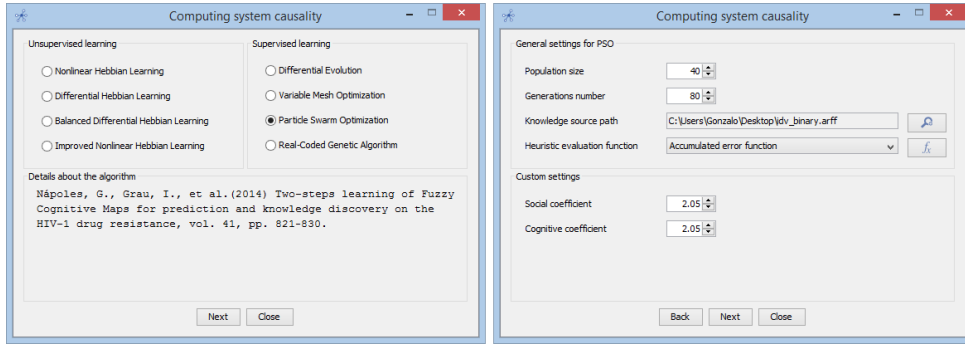 Computing system causality
Unsupervised learning
Nonlinear Hebbian Learning
Differential Hebbian Learning
Balanced Differential Hebbian Learning
Improved Nonlinear Hebbian Learning
Supervised learning
Differential Evolution
Variable Mesh Optimization
Particle Swarm Optimization
Real-Coded Genetic Algorithm
Details about the algorithm
Nápoles, G., Grau, I., et al.(2014) Two-steps learning of Fuzzy
Cognitive Maps for prediction and knowledge discovery on the
HIV-1 drug resistance, vol. 41, pp. 821-830.
Next Close
Computing system causality
General settings for PSO
Population size 40
Generations number 80
Knowledge source path C:\Users\Gonzalo\Desktop\idv_binary.arff
Heuristic evaluation function Accumulated error function fx
Custom settings
Social coefficient 2.05
Cognitive coefficient 2.05
Back Next Close